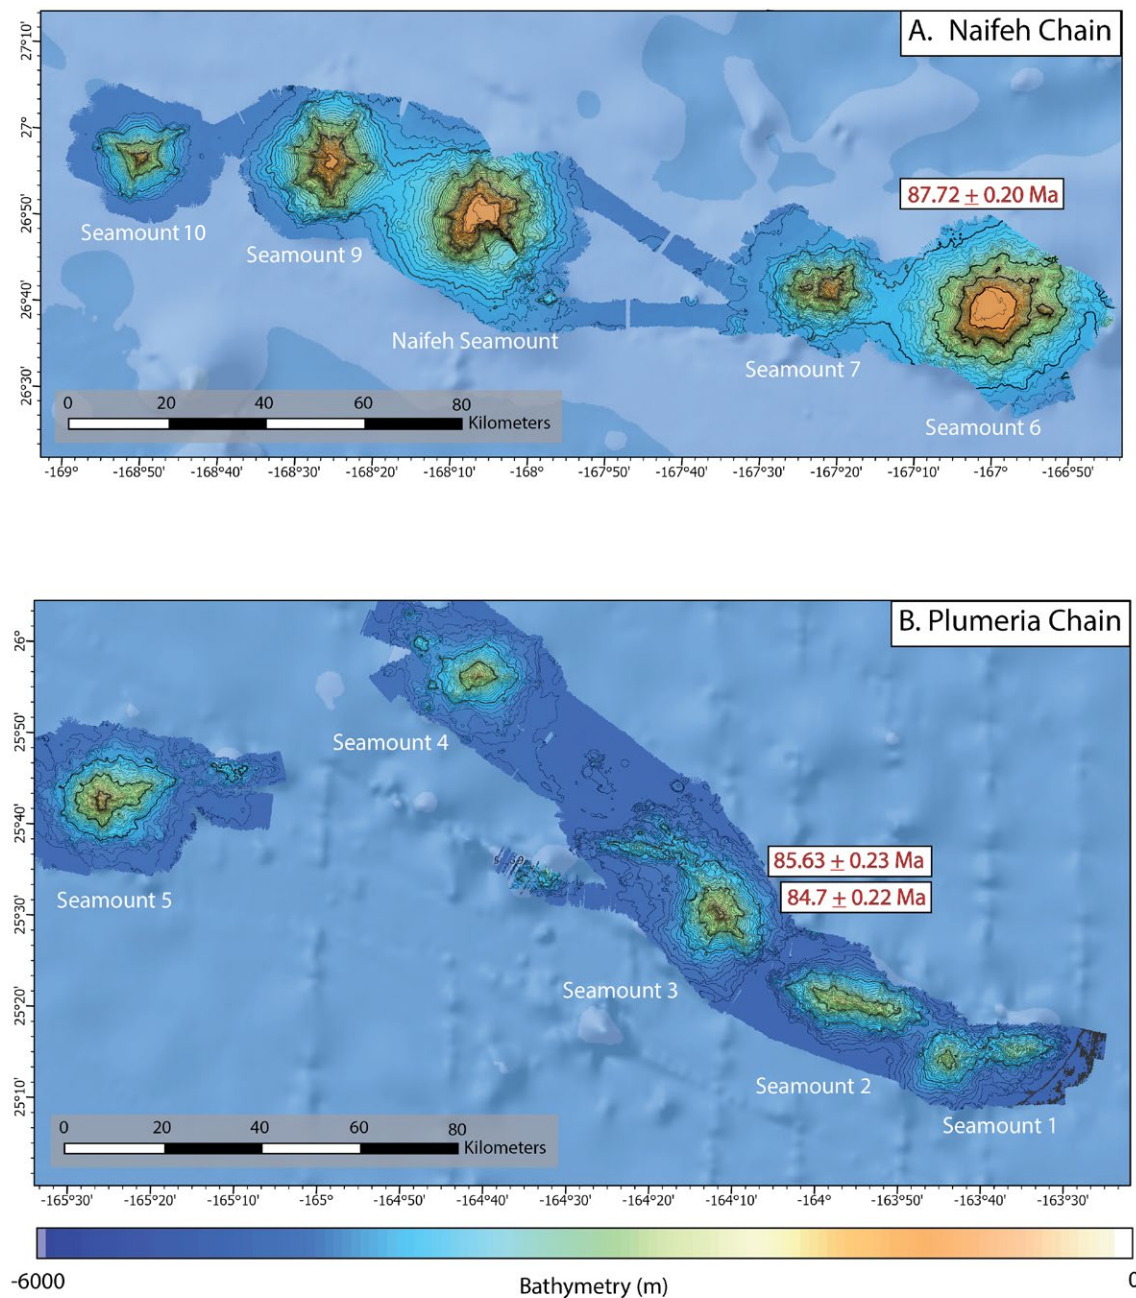 A. Naifeh Chain
27°10'
27°
26°50'
26°40'
26°30'
87.72 ± 0.20 Ma
Seamount 10
Seamount 9
Naifeh Seamount
Seamount 7
Seamount 6
0 20 40 60 80
Kilometers
-169° -168°50' -168°40' -168°30' -168°20' -168°10' -168° -167°50' -167°40' -167°30' -167°20' -167°10' -167° -166°50'
B. Plumeria Chain
26°
25°50'
25°40'
25°30'
25°20'
25°10'
Seamount 4
85.63 ± 0.23 Ma
84.7 ± 0.22 Ma
Seamount 5
Seamount 3
Seamount 2
Seamount 1
0 20 40 60 80
Kilometers
-165°30' -165°20' -165°10' -165° -164°50' -164°40' -164°30' -164°20' -164°10' -164° -163°50' -163°40' -163°30'
-6000 0
Bathymetry (m)